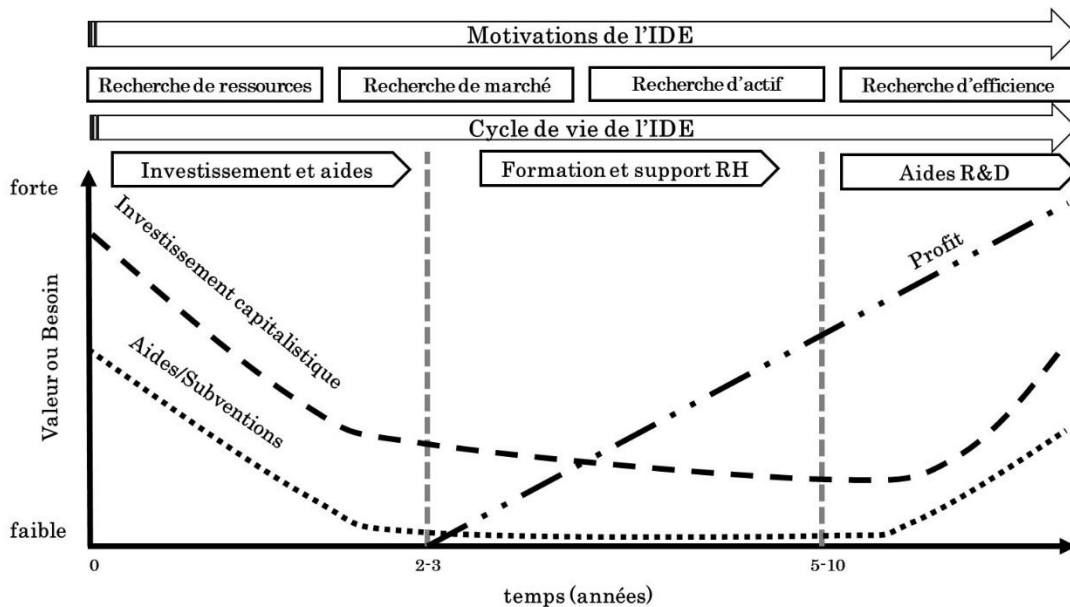 Motivations de l'IDE
Recherche de ressources
Recherche de marché
Recherche d'actif
Recherche d'efficience
Cycle de vie de l'IDE
Investissement et aides
Formation et support RH
Aides R&D
forte
Valeur ou Besoin
faible
Investissement capitalistique
Aides/Subventions
Profit
0
2-3
5-10
temps (années)